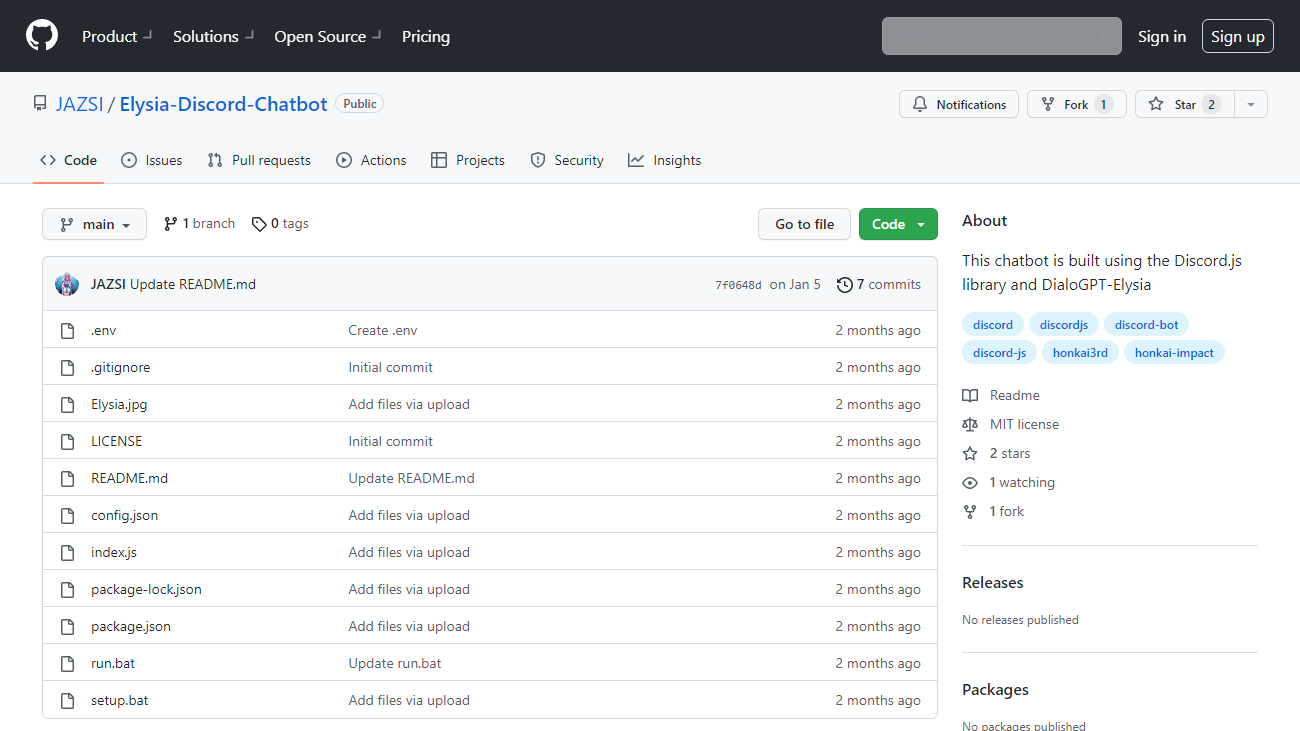 Product Solutions Open Source Pricing Sign in Sign up
JAZSI / Elysia-Discord-Chatbot Public Notifications Fork 1 Star 2
Code Issues Pull requests Actions Projects Security Insights
main 1 branch 0 tags Go to file Code
JAZSI Update README.md 7f0648d on Jan 5 7 commits
.env Create .env 2 months ago
.gitignore Initial commit 2 months ago
Elysia.jpg Add files via upload 2 months ago
LICENSE Initial commit 2 months ago
README.md Update README.md 2 months ago
config.json Add files via upload 2 months ago
index.js Add files via upload 2 months ago
package-lock.json Add files via upload 2 months ago
package.json Add files via upload 2 months ago
run.bat Update run.bat 2 months ago
setup.bat Add files via upload 2 months ago
About
This chatbot is built using the Discord.js
library and DialoGPT-Elysia
discord discordjs discord-bot
discord-js honkai3rd honkai-impact
Readme
MIT license
2 stars
1 watching
1 fork
Releases
No releases published
Packages
No packages published